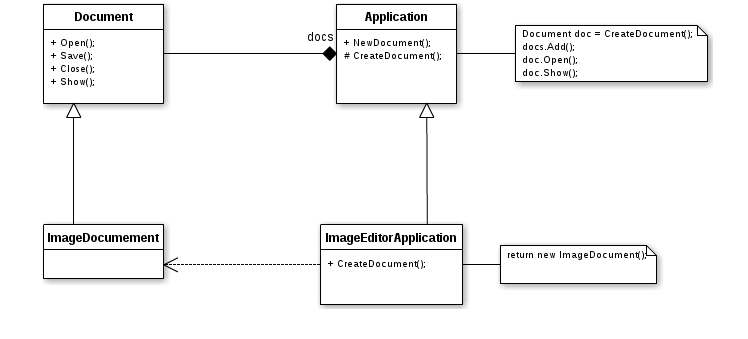 Document
+ Open();
+ Save();
+ Close();
+ Show();
docs
Application
+ NewDocument();
# CreateDocument();
Document doc = CreateDocument();
docs.Add();
doc.Open();
doc.Show();
ImageDocumement
ImageEditorApplication
+ CreateDocument();
return new ImageDocument();